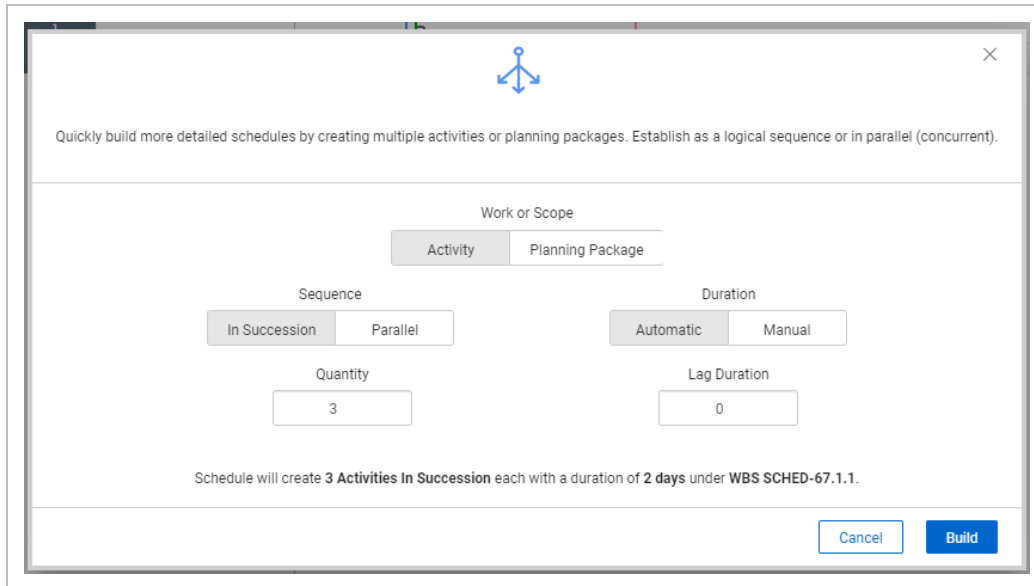 Quickly build more detailed schedules by creating multiple activities or planning packages. Establish as a logical sequence or in parallel (concurrent).
Work or Scope
Activity Planning Package
Sequence Duration
In Succession Parallel Automatic Manual
Quantity Lag Duration
3 0
Schedule will create 3 Activities In Succession each with a duration of 2 days under WBS SCHED-67.1.1.
Cancel Build